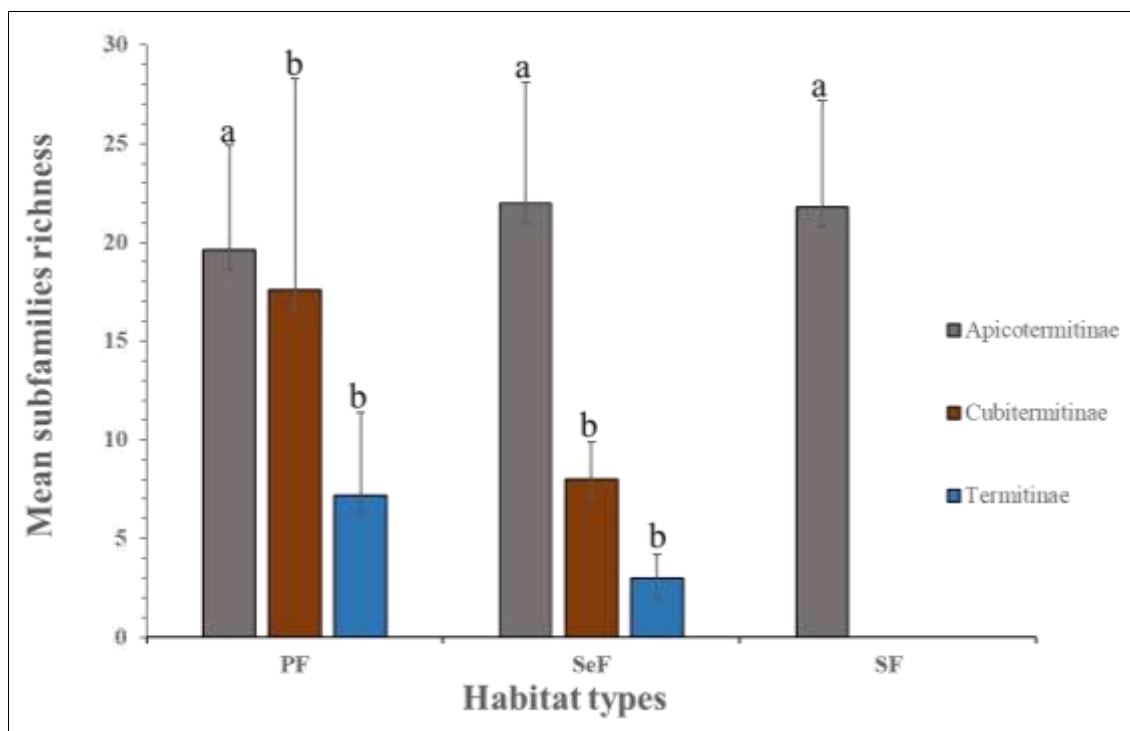 Mean subfamilies richness
30
25
20
15
10
5
0
a
b
b
a
b
b
a
PF
SeF
SF
Habitat types
Apicotermitinae
Cubitermitinae
Termitinae